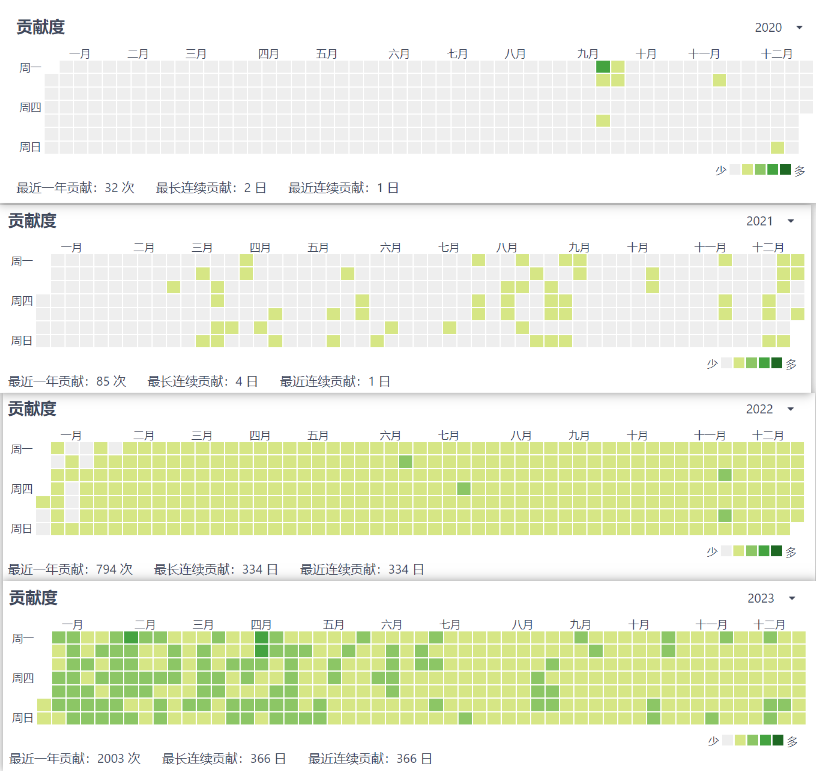 贡献度 2020
一月 二月 三月 四月 五月 六月 七月 八月 九月 十月 十一月 十二月
周一
周四
周日
少 多
最近一年贡献：32 次 最长连续贡献：2 日 最近连续贡献：1 日
贡献度 2021
一月 二月 三月 四月 五月 六月 七月 八月 九月 十月 十一月 十二月
周一
周四
周日
少 多
最近一年贡献：85 次 最长连续贡献：4 日 最近连续贡献：1 日
贡献度 2022
一月 二月 三月 四月 五月 六月 七月 八月 九月 十月 十一月 十二月
周一
周四
周日
少 多
最近一年贡献：794 次 最长连续贡献：334 日 最近连续贡献：334 日
贡献度 2023
一月 二月 三月 四月 五月 六月 七月 八月 九月 十月 十一月 十二月
周一
周四
周日
少 多
最近一年贡献：2003 次 最长连续贡献：366 日 最近连续贡献：366 日